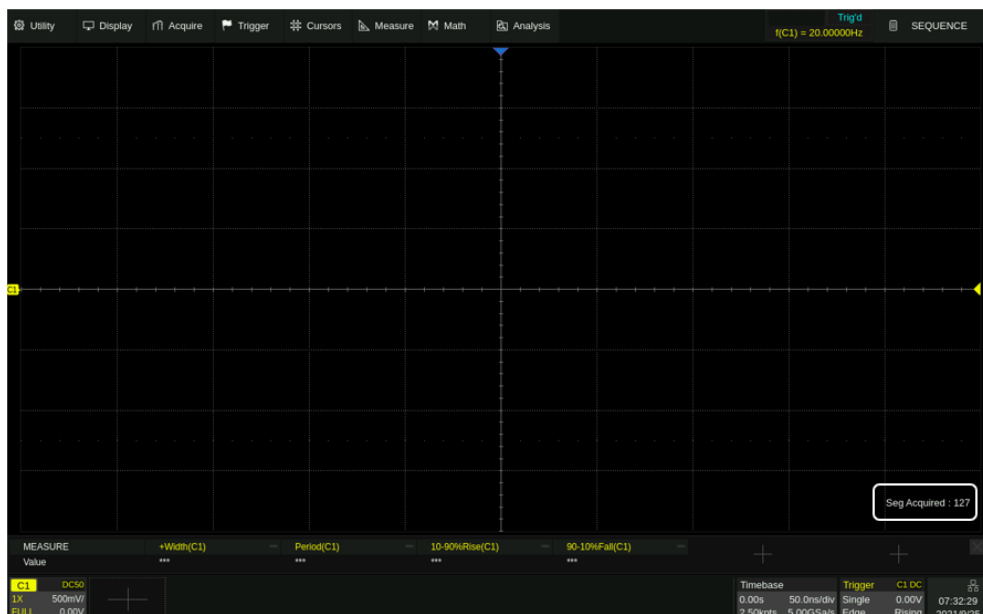 Utility Display Acquire Trigger Cursors Measure Math Analysis Trig'd SEQUENCE
f(C1) = 20.00000Hz
C1
Seg Acquired : 127
MEASURE +Width(C1) Period(C1) 10-90%Rise(C1) 90-10%Fall(C1)
Value *** *** *** ***
C1 DC50 Timebase Trigger C1 DC
1X 500mV/ 0.00s 50.0ns/div Single 0.00V 07:32:29
FULL 0.00V 2.50kpts 5.00GSa/s Edge Rising 2021/9/25